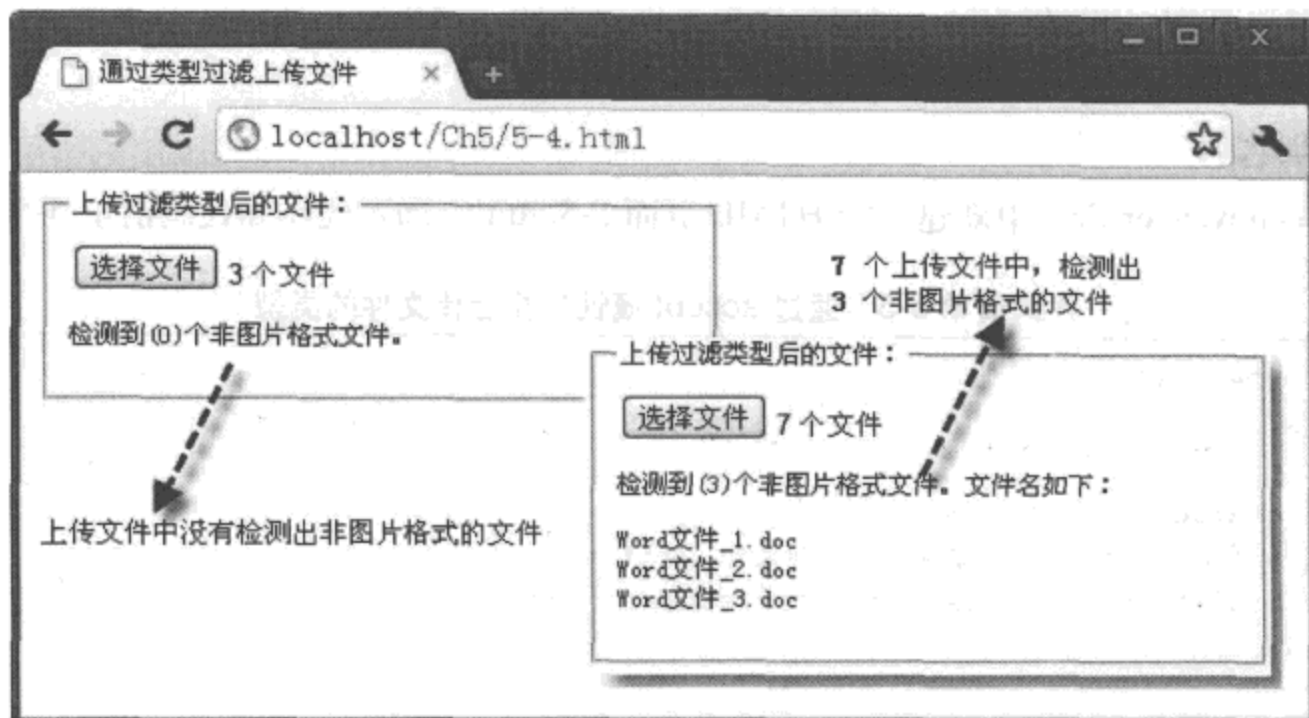 通过类型过滤上传文件
localhost/Ch5/5-4.html
上传过滤类型后的文件：
选择文件 3 个文件
检测到(0)个非图片格式文件。
上传文件中没有检测出非图片格式的文件
7 个上传文件中，检测出
3 个非图片格式的文件
上传过滤类型后的文件：
选择文件 7 个文件
检测到(3)个非图片格式文件。文件名如下：
Word文件_1.doc
Word文件_2.doc
Word文件_3.doc